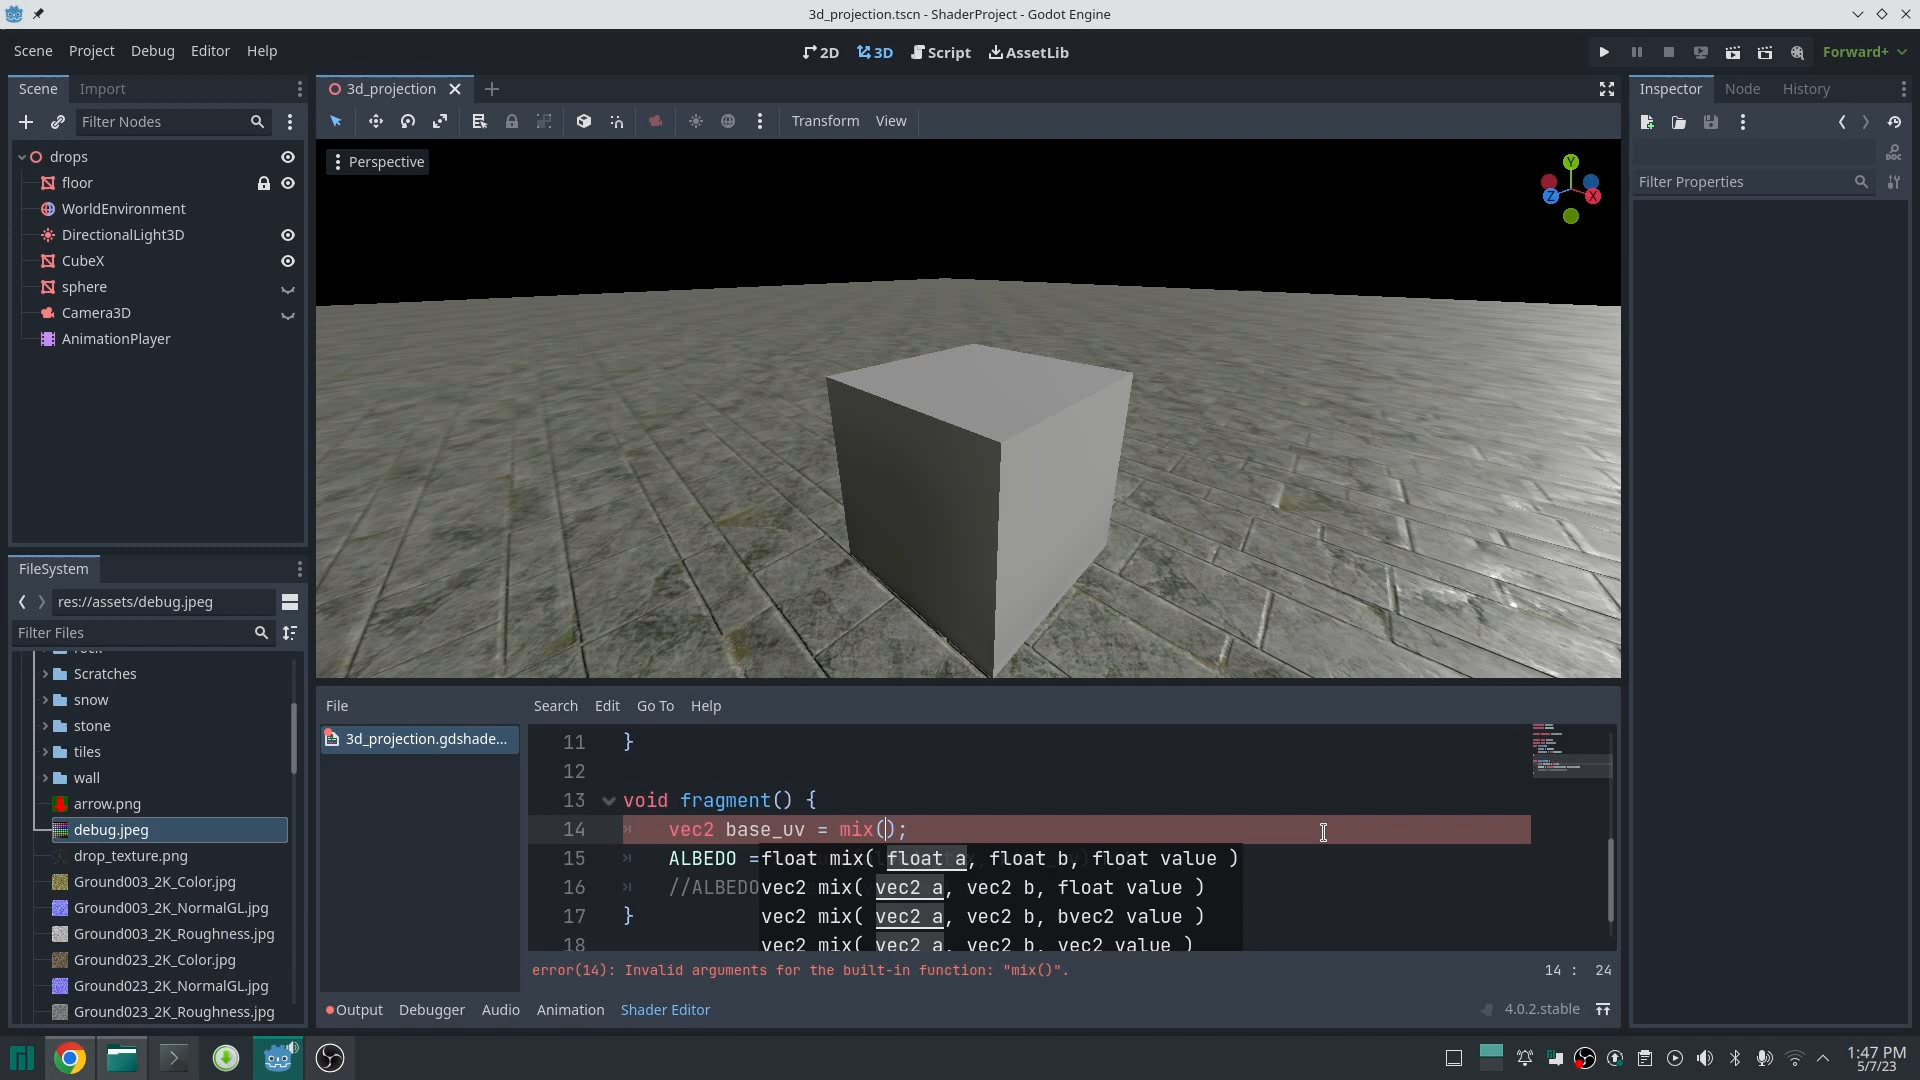 3d_projection.tscn - ShaderProject - Godot Engine
Scene Project Debug Editor Help
2D 3D Script AssetLib
Forward+
Scene Import
3d_projection
Inspector Node History
Filter Nodes
Transform View
drops
floor
WorldEnvironment
DirectionalLight3D
CubeX
sphere
Camera3D
AnimationPlayer
Perspective
Y
Z
X
DOC
Filter Properties
FileSystem
res://assets/debug.jpeg
Filter Files
Scratches
snow
stone
tiles
wall
arrow.png
debug.jpeg
drop_texture.png
Ground003_2K_Color.jpg
Ground003_2K_NormalGL.jpg
Ground003_2K_Roughness.jpg
Ground023_2K_Color.jpg
Ground023_2K_NormalGL.jpg
Ground023_2K_Roughness.jpg
File
3d_projection.gdshade...
Search Edit Go To Help
11 }
12
13 void fragment() {
14 vec2 base_uv = mix();
15 ALBEDO =
16 //ALBEDO
17 }
18
float mix( float a, float b, float value )
vec2 mix( vec2 a, vec2 b, float value )
vec2 mix( vec2 a, vec2 b, bvec2 value )
vec2 mix( vec2 a, vec2 b, vec2 value )
error(14): Invalid arguments for the built-in function: "mix()".
14 : 24
Output Debugger Audio Animation Shader Editor
4.0.2.stable
1:47 PM
5/7/23